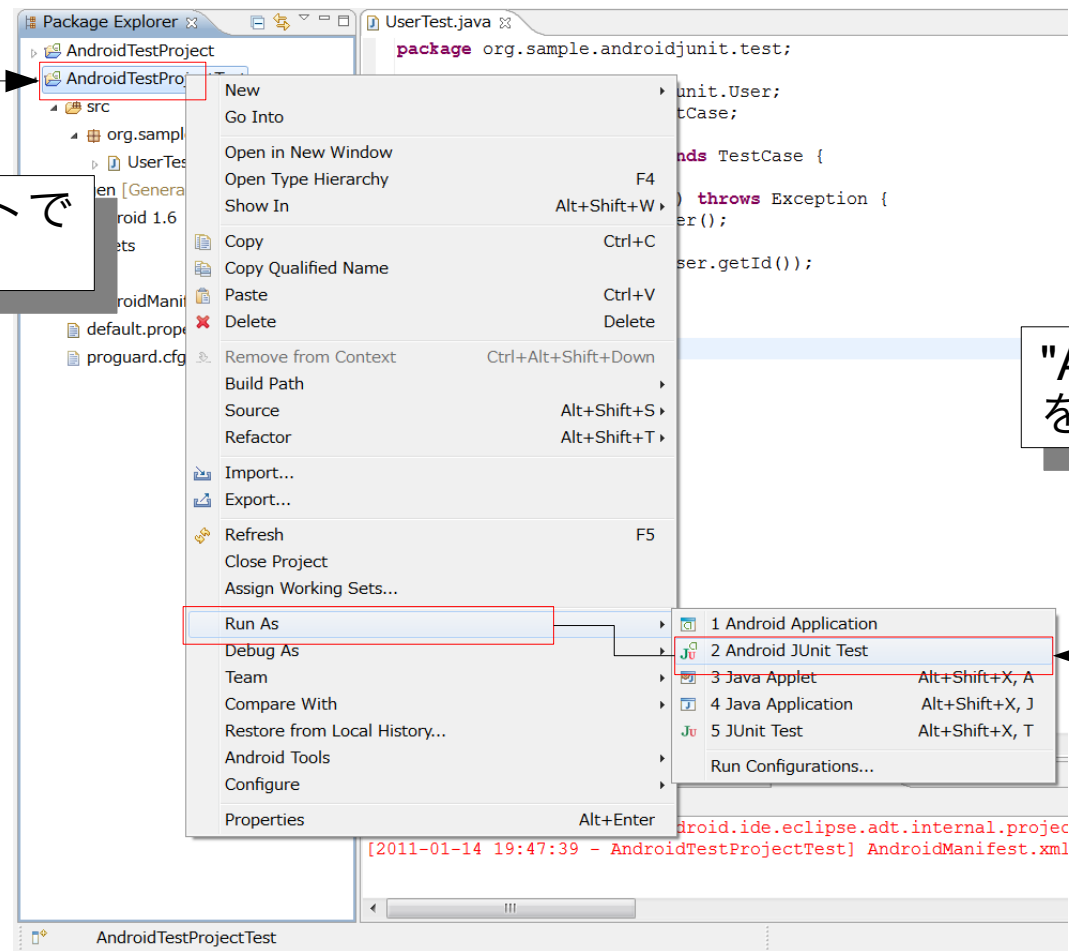 Package Explorer
AndroidTestProject
AndroidTestProjectTest
src
org.sampl
UserTes
en [Genera
roid 1.6
ets
roidManif
default.prope
proguard.cfg
トで
UserTest.java
package org.sample.androidjunit.test;
unit.User;
tCase;
nds TestCase {
) throws Exception {
er();
ser.getId());
New
Go Into
Open in New Window
Open Type Hierarchy F4
Show In Alt+Shift+W
Copy Ctrl+C
Copy Qualified Name
Paste Ctrl+V
Delete Delete
Remove from Context Ctrl+Alt+Shift+Down
Build Path
Source Alt+Shift+S
Refactor Alt+Shift+T
Import...
Export...
Refresh F5
Close Project
Assign Working Sets...
Run As
Debug As
Team
Compare With
Restore from Local History...
Android Tools
Configure
Properties Alt+Enter
1 Android Application
2 Android JUnit Test
3 Java Applet Alt+Shift+X, A
4 Java Application Alt+Shift+X, J
5 JUnit Test Alt+Shift+X, T
Run Configurations...
"A
を
droid.ide.eclipse.adt.internal.projec
[2011-01-14 19:47:39 - AndroidTestProjectTest] AndroidManifest.xml
AndroidTestProjectTest